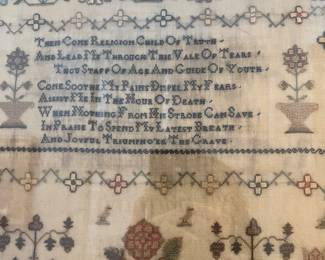 Then Come Religion Child Of Truth
And Lead Me Through This Vale Of Tears
Thou Staff Of Age And Guide Of Youth
Come Soothe My Pains Dispel My Fears
Assist Me In The Hour Of Death
When Nothing From His Stroke Can Save
In Praise To Spend My Latest Breath
And Joyful Triumph o'er The Grave